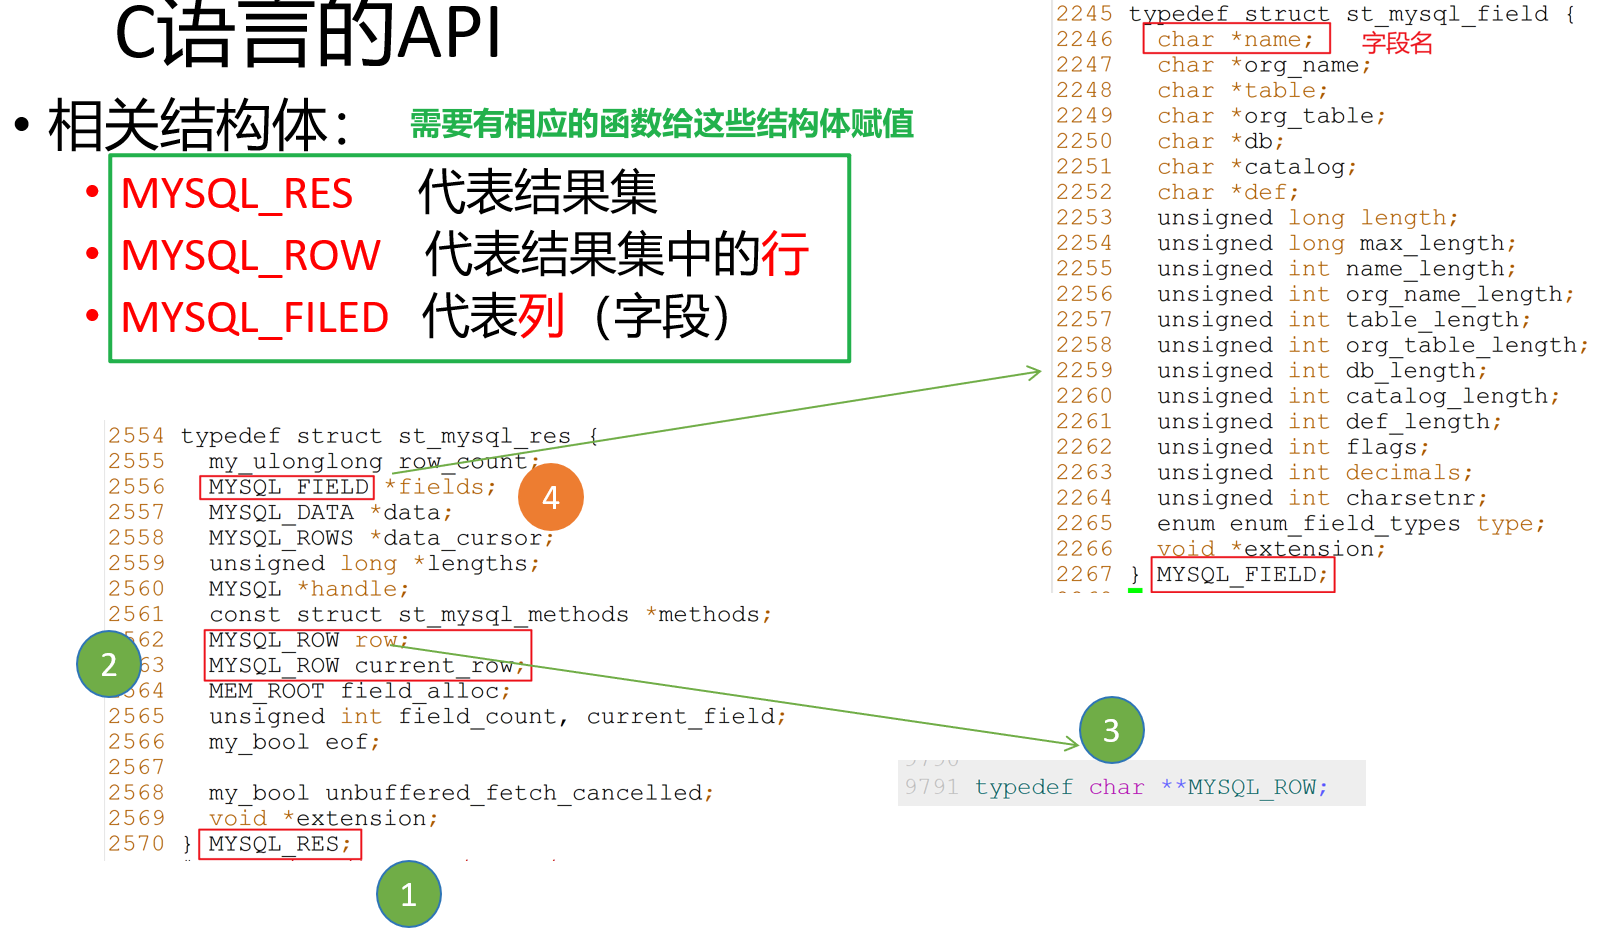 C语言的API
• 相关结构体：
需要有相应的函数给这些结构体赋值
• MYSQL_RES 代表结果集
• MYSQL_ROW 代表结果集中的行
• MYSQL_FILED 代表列（字段）
2554 typedef struct st_mysql_res {
2555 my_ulonglong row_count;
2556 MYSQL_FIELD *fields;
2557 MYSQL_DATA *data;
2558 MYSQL_ROWS *data_cursor;
2559 unsigned long *lengths;
2560 MYSQL *handle;
2561 const struct st_mysql_methods *methods;
62 MYSQL_ROW row;
63 MYSQL_ROW current_row;
564 MEM_ROOT field_alloc;
2565 unsigned int field_count, current_field;
2566 my_bool eof;
2567
2568 my_bool unbuffered_fetch_cancelled;
2569 void *extension;
2570 } MYSQL_RES;
4
2
1
2245 typedef struct st_mysql_field {
2246 char *name; 字段名
2247 char *org_name;
2248 char *table;
2249 char *org_table;
2250 char *db;
2251 char *catalog;
2252 char *def;
2253 unsigned long length;
2254 unsigned long max_length;
2255 unsigned int name_length;
2256 unsigned int org_name_length;
2257 unsigned int table_length;
2258 unsigned int org_table_length;
2259 unsigned int db_length;
2260 unsigned int catalog_length;
2261 unsigned int def_length;
2262 unsigned int flags;
2263 unsigned int decimals;
2264 unsigned int charsetnr;
2265 enum enum_field_types type;
2266 void *extension;
2267 } MYSQL_FIELD;
3
9791 typedef char **MYSQL_ROW;